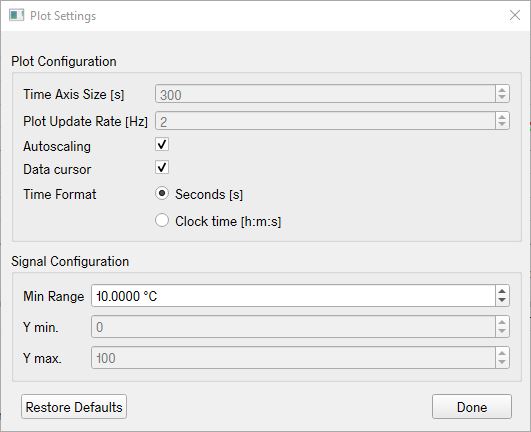 Plot Settings
Plot Configuration
Time Axis Size [s] 300
Plot Update Rate [Hz] 2
Autoscaling
Data cursor
Time Format Seconds [s]
Clock time [h:m:s]
Signal Configuration
Min Range 10.0000 °C
Y min. 0
Y max. 100
Restore Defaults Done